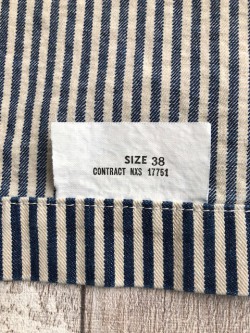 SIZE 38
CONTRACT NXS 17751